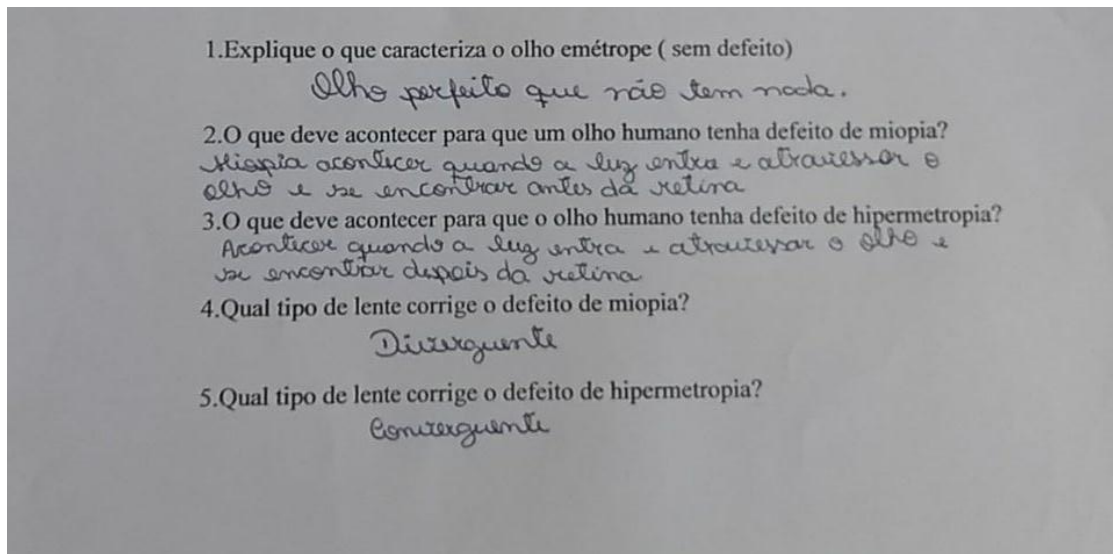 1.Explique o que caracteriza o olho emétrope ( sem defeito)
Olho perfeito que não tem nada.
2.O que deve acontecer para que um olho humano tenha defeito de miopia?
Miopia acontecer quando a luz entra e atravessar o
olho e se encontrar antes da retina
3.O que deve acontecer para que o olho humano tenha defeito de hipermetropia?
Acontecer quando a luz entra e atravessar o olho e
se encontrar depois da retina
4.Qual tipo de lente corrige o defeito de miopia?
Diverguente
5.Qual tipo de lente corrige o defeito de hipermetropia?
Converguente